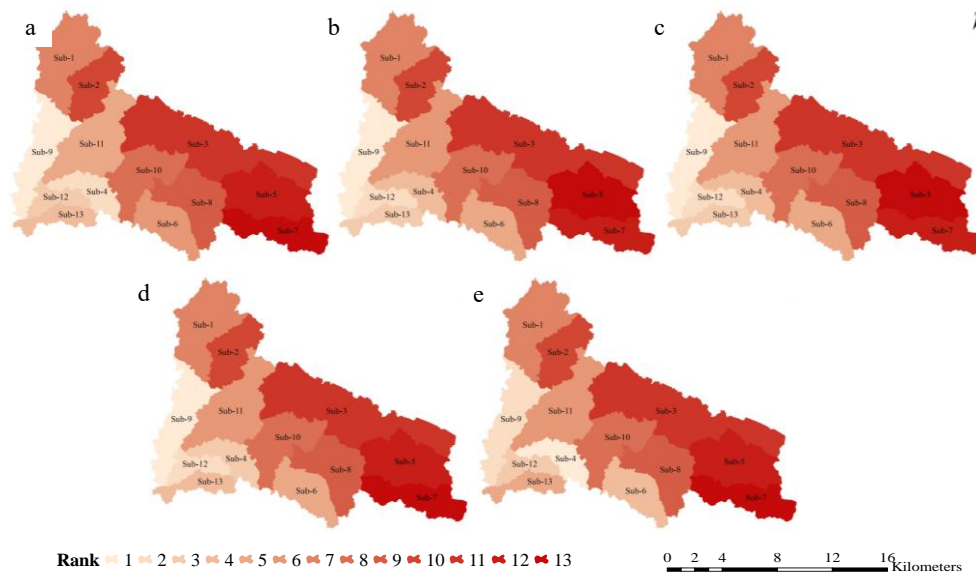 a
b
c
Sub-1
Sub-2
Sub-3
Sub-9
Sub-11
Sub-10
Sub-5
Sub-12
Sub-4
Sub-8
Sub-13
Sub-6
Sub-7
Sub-1
Sub-2
Sub-3
Sub-9
Sub-11
Sub-10
Sub-5
Sub-12
Sub-4
Sub-8
Sub-13
Sub-6
Sub-7
Sub-1
Sub-2
Sub-3
Sub-9
Sub-11
Sub-10
Sub-5
Sub-12
Sub-4
Sub-8
Sub-13
Sub-6
Sub-7
d
e
Sub-1
Sub-2
Sub-3
Sub-9
Sub-11
Sub-10
Sub-5
Sub-12
Sub-4
Sub-8
Sub-13
Sub-6
Sub-7
Sub-1
Sub-2
Sub-3
Sub-9
Sub-11
Sub-10
Sub-5
Sub-12
Sub-4
Sub-8
Sub-13
Sub-6
Sub-7
Rank 1 2 3 4 5 6 7 8 9 10 11 12 13
0 2 4 8 12 16
Kilometers